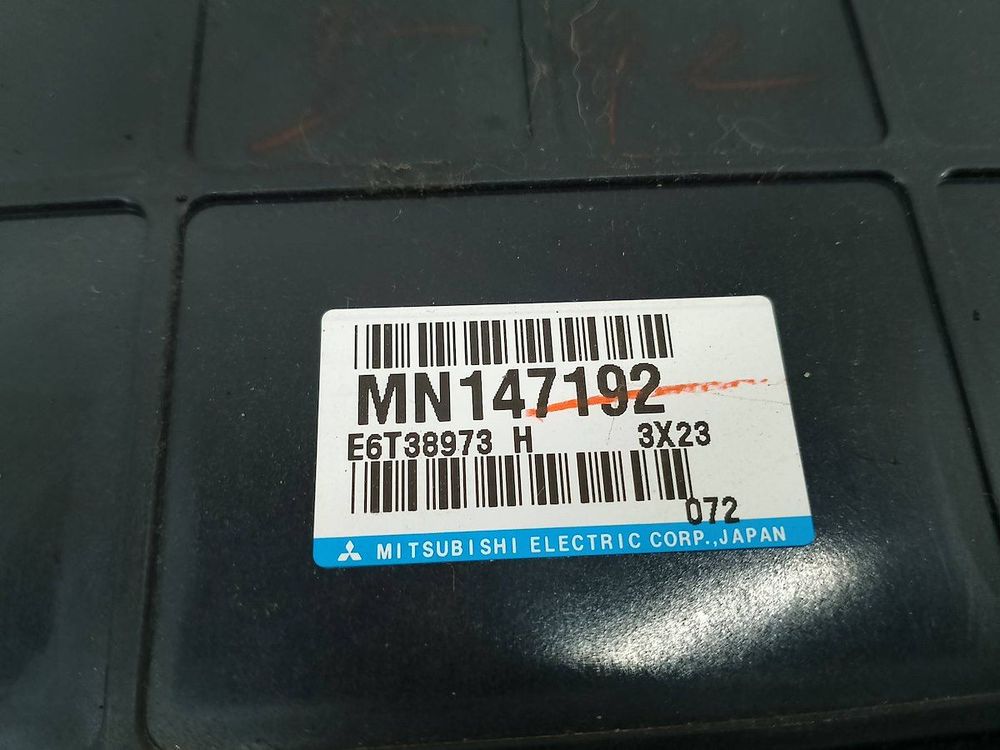 MN147192
E6T38973 H 3X23
072
MITSUBISHI ELECTRIC CORP.,JAPAN